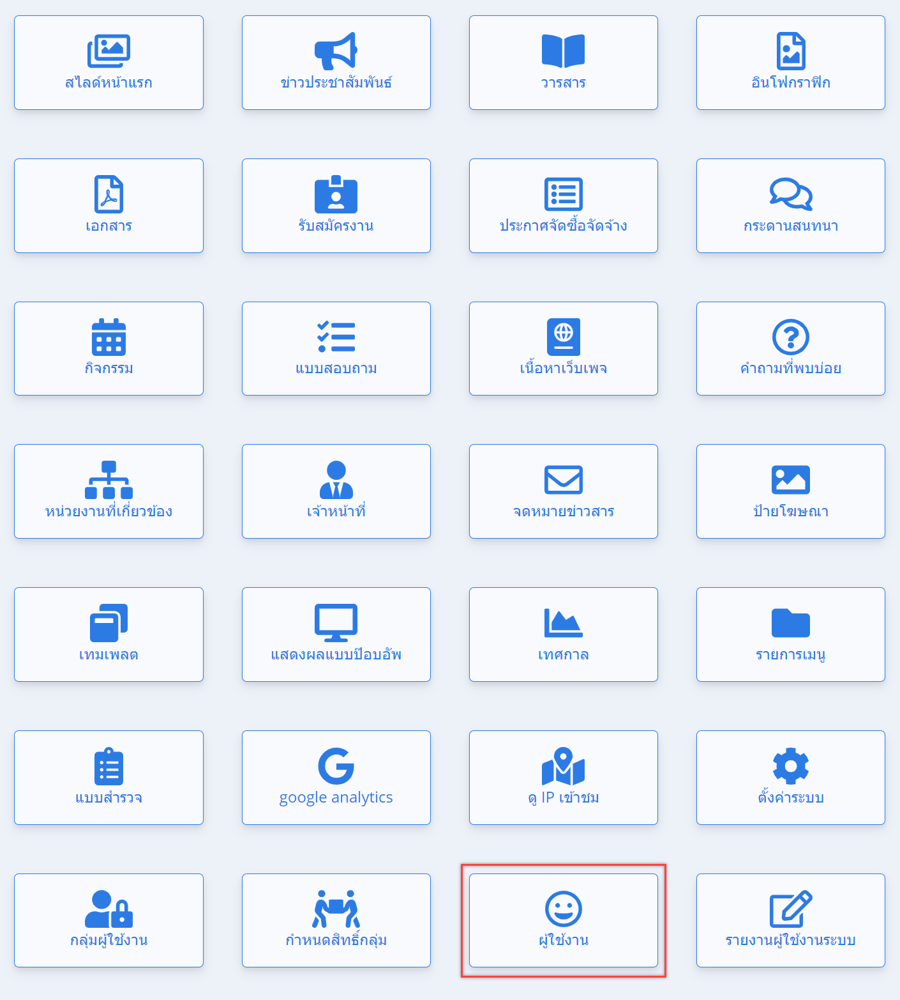 สไลด์หน้าแรก
ข่าวประชาสัมพันธ์
วารสาร
อินโฟกราฟิก
เอกสาร
รับสมัครงาน
ประกาศจัดซื้อจัดจ้าง
กระดานสนทนา
กิจกรรม
แบบสอบถาม
เนื้อหาเว็บเพจ
คำถามที่พบบ่อย
หน่วยงานที่เกี่ยวข้อง
เจ้าหน้าที่
จดหมายข่าวสาร
ป้ายโฆษณา
เทมเพลต
แสดงผลแบบป๊อบอัพ
เทศกาล
รายการเมนู
แบบสำรวจ
google analytics
ดู IP เข้าชม
ตั้งค่าระบบ
กลุ่มผู้ใช้งาน
กำหนดสิทธิ์กลุ่ม
ผู้ใช้งาน
รายงานผู้ใช้งานระบบ